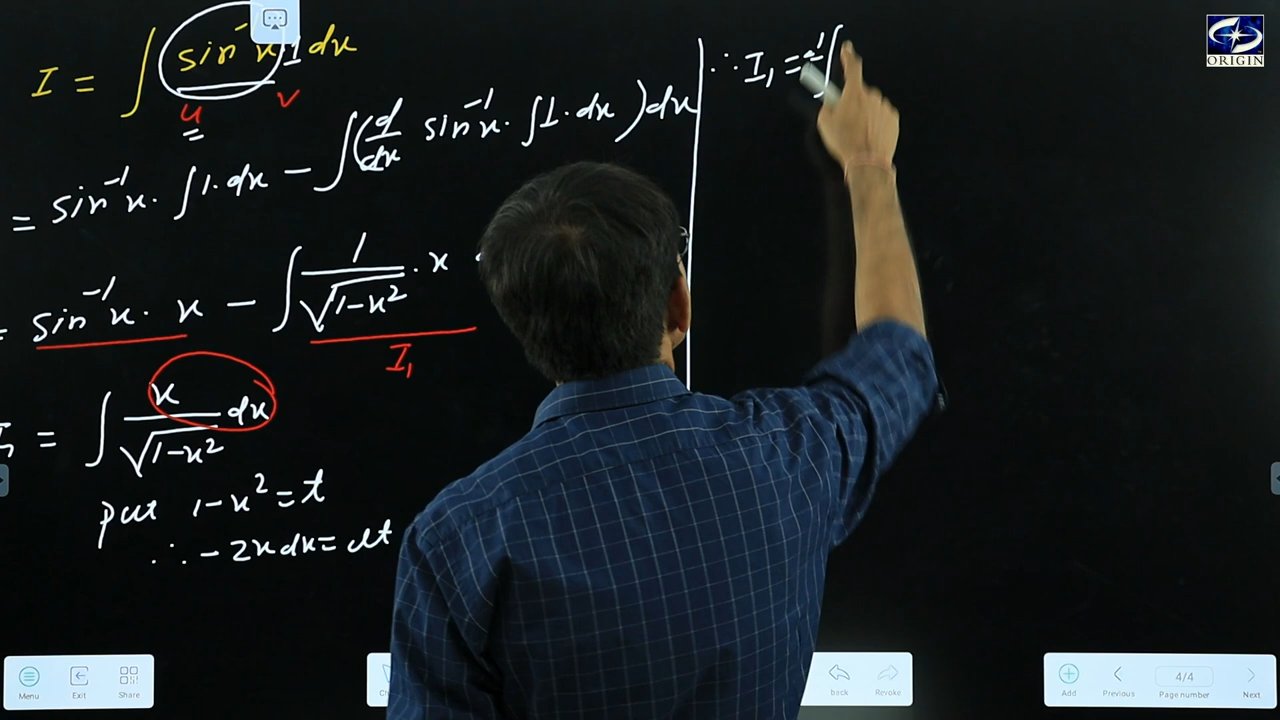 I = ∫ sin⁻¹x 1 dx
u v
= sin⁻¹x. ∫1.dx − ∫(d/dx sin⁻¹x. ∫1.dx)dx
= sin⁻¹x. x − ∫ 1/√(1−x²) . x
I₁
= ∫ x/√(1−x²) dx
put 1−x² = t
∴ −2x dx = dt
∴ I₁ =
ORIGIN
Menu
Exit
Share
back
Revoke
Add
Previous
4/4
Page number
Next